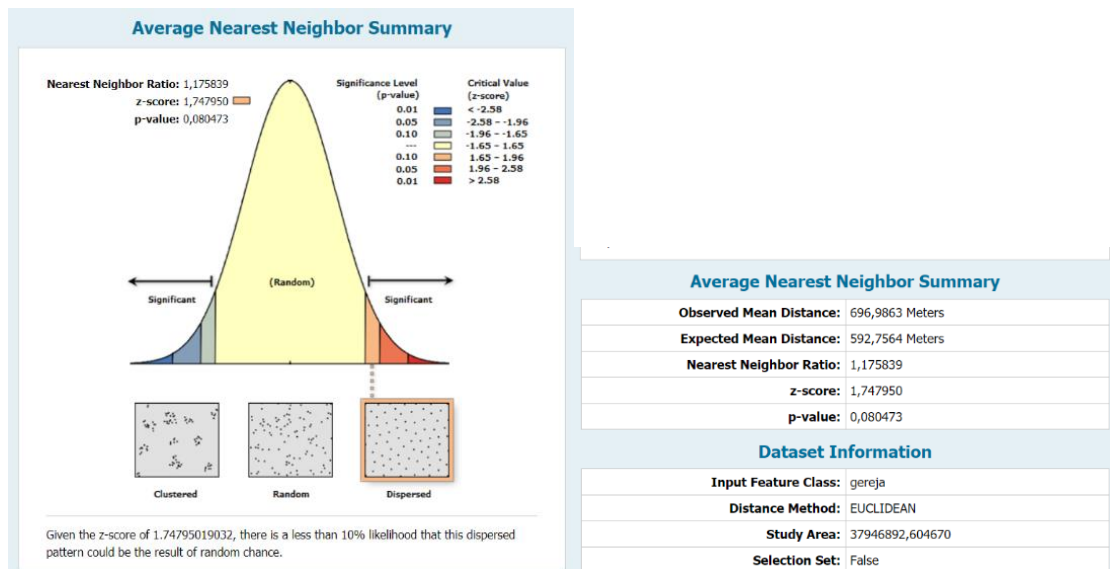 Average Nearest Neighbor Summary
Nearest Neighbor Ratio: 1,175839
z-score: 1,747950
p-value: 0,080473
Significance Level (p-value) Critical Value (z-score)
0.01 < -2.58
0.05 -2.58 - -1.96
0.10 -1.96 - -1.65
--- -1.65 - 1.65
0.10 1.65 - 1.96
0.05 1.96 - 2.58
0.01 > 2.58
(Random)
Significant Significant
Clustered Random Dispersed
Given the z-score of 1.74795019032, there is a less than 10% likelihood that this dispersed
pattern could be the result of random chance.
Average Nearest Neighbor Summary
Observed Mean Distance: 696,9863 Meters
Expected Mean Distance: 592,7564 Meters
Nearest Neighbor Ratio: 1,175839
z-score: 1,747950
p-value: 0,080473
Dataset Information
Input Feature Class: gereja
Distance Method: EUCLIDEAN
Study Area: 37946892,604670
Selection Set: False